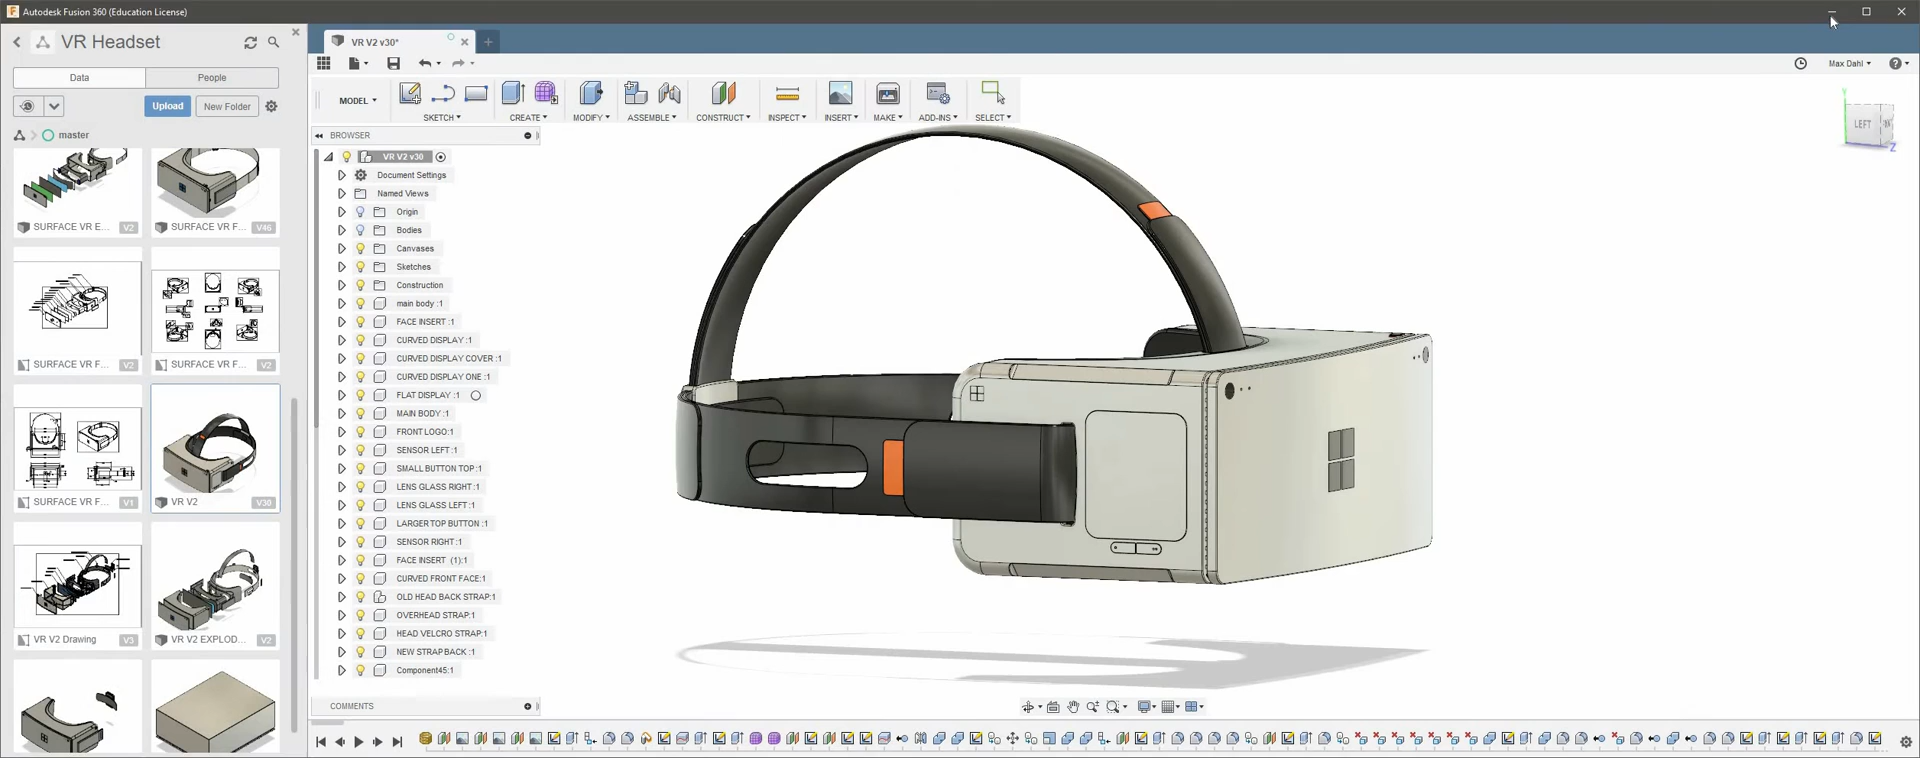 Autodesk Fusion 360 (Education License)
VR Headset
Data
People
Upload
New Folder
master
SURFACE VR E... V2
SURFACE VR F... V46
SURFACE VR F... V2
SURFACE VR F... V2
SURFACE VR F... V1
VR V2 V30
VR V2 Drawing V3
VR V2 EXPLOD... V2
VR V2 v30*
Max Dahl
MODEL
SKETCH
CREATE
MODIFY
ASSEMBLE
CONSTRUCT
INSPECT
INSERT
MAKE
ADD-INS
SELECT
BROWSER
VR V2 v30
Document Settings
Named Views
Origin
Bodies
Canvases
Sketches
Construction
main body :1
FACE INSERT :1
CURVED DISPLAY :1
CURVED DISPLAY COVER :1
CURVED DISPLAY ONE :1
FLAT DISPLAY :1
MAIN BODY :1
FRONT LOGO:1
SENSOR LEFT :1
SMALL BUTTON TOP :1
LENS GLASS RIGHT :1
LENS GLASS LEFT :1
LARGER TOP BUTTON :1
SENSOR RIGHT :1
FACE INSERT (1):1
CURVED FRONT FACE:1
OLD HEAD BACK STRAP:1
OVERHEAD STRAP:1
HEAD VELCRO STRAP:1
NEW STRAP BACK :1
Component45:1
COMMENTS
Y
LEFT
Z